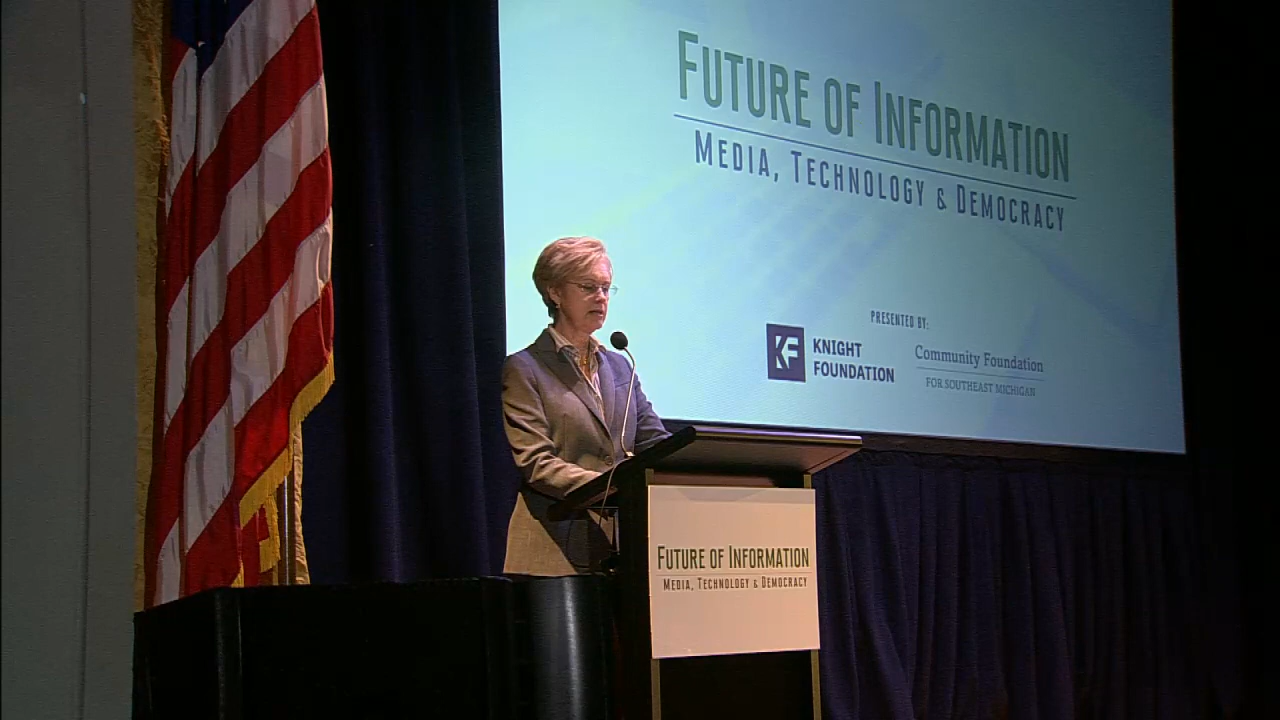 FUTURE OF INFORMATION
MEDIA, TECHNOLOGY & DEMOCRACY
PRESENTED BY:
KF
KNIGHT
FOUNDATION
Community Foundation
FOR SOUTHEAST MICHIGAN
FUTURE OF INFORMATION
MEDIA, TECHNOLOGY & DEMOCRACY